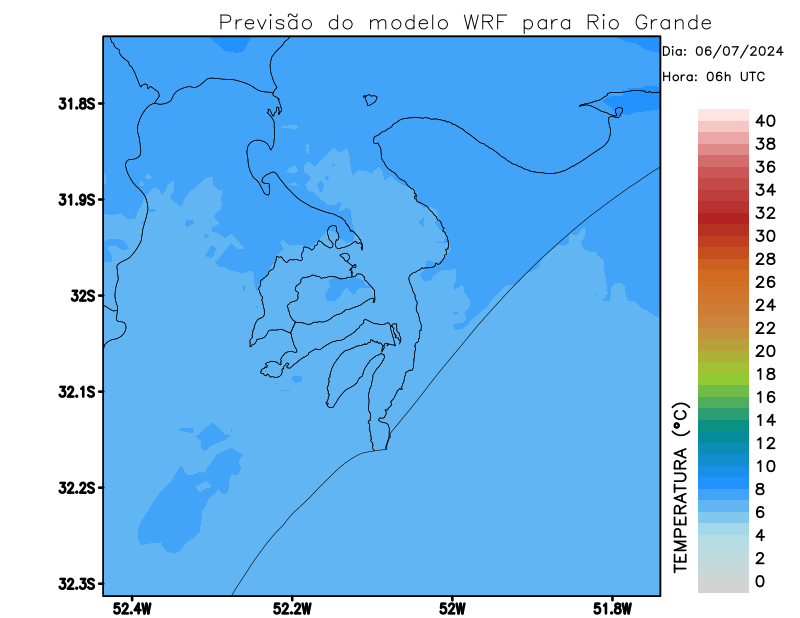 Previsão do modelo WRF para Rio Grande
Dia: 06/07/2024
Hora: 06h UTC
31.8S
31.9S
32S
32.1S
32.2S
32.3S
52.4W
52.2W
52W
51.8W
TEMPERATURA (°C)
40
38
36
34
32
30
28
26
24
22
20
18
16
14
12
10
8
6
4
2
0